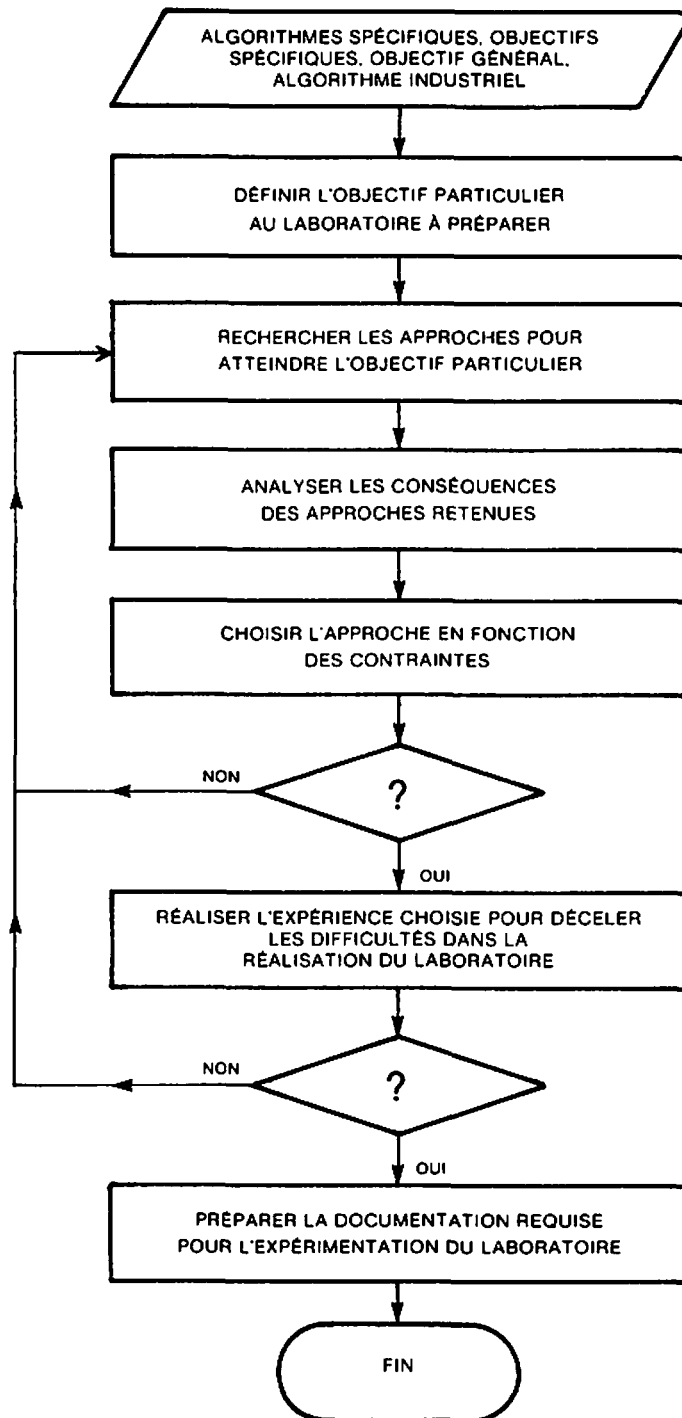 ALGORITHMES SPÉCIFIQUES, OBJECTIFS
SPÉCIFIQUES, OBJECTIF GÉNÉRAL,
ALGORITHME INDUSTRIEL
DÉFINIR L'OBJECTIF PARTICULIER
AU LABORATOIRE À PRÉPARER
RECHERCHER LES APPROCHES POUR
ATTEINDRE L'OBJECTIF PARTICULIER
ANALYSER LES CONSÉQUENCES
DES APPROCHES RETENUES
CHOISIR L'APPROCHE EN FONCTION
DES CONTRAINTES
NON
?
OUI
RÉALISER L'EXPÉRIENCE CHOISIE POUR DÉCELER
LES DIFFICULTÉS DANS LA
RÉALISATION DU LABORATOIRE
NON
?
OUI
PRÉPARER LA DOCUMENTATION REQUISE
POUR L'EXPÉRIMENTATION DU LABORATOIRE
FIN